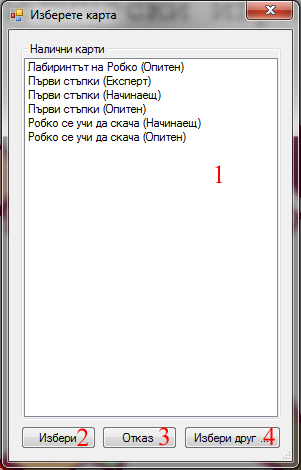 Изберете карта
Налични карти
Лабиринтът на Робко (Опитен)
Първи стъпки (Експерт)
Първи стъпки (Начинаещ)
Първи стъпки (Опитен)
Робко се учи да скача (Начинаещ)
Робко се учи да скача (Опитен)
1
Избери 2 Отказ 3 Избери друг ... 4